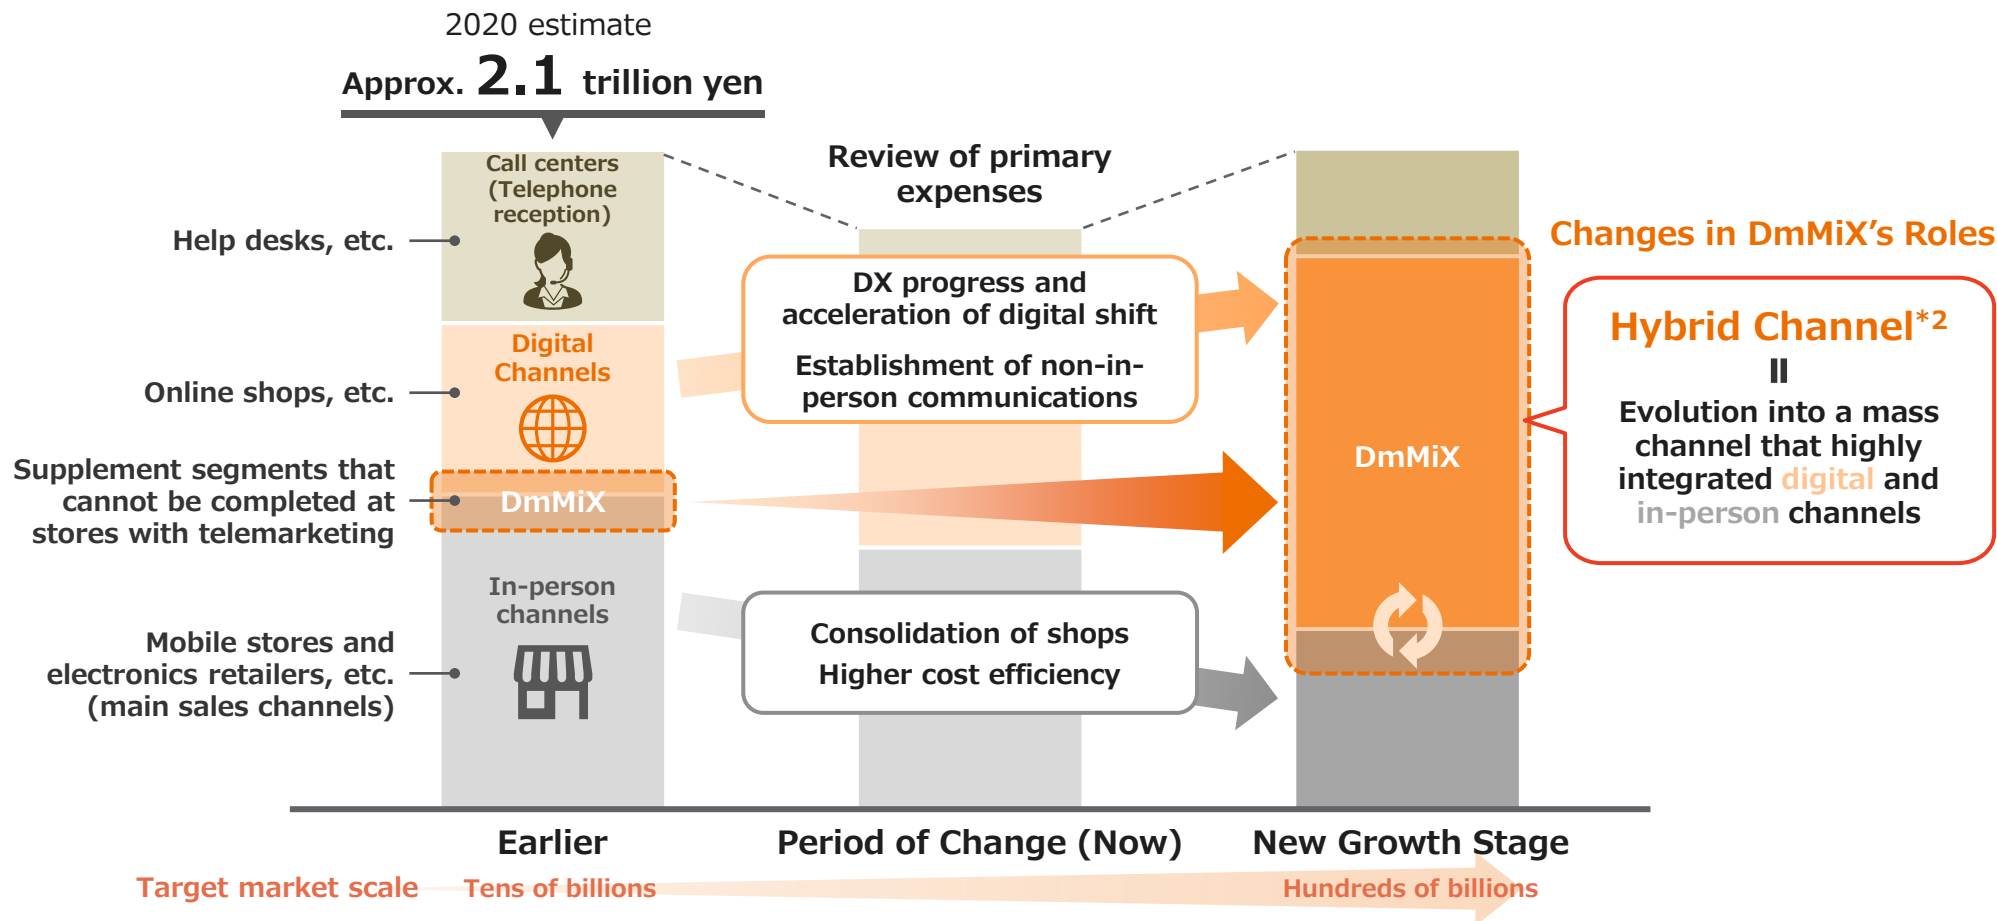 2020 estimate
Approx. 2.1 trillion yen
Call centers
(Telephone
reception)
Help desks, etc.
Digital
Channels
Online shops, etc.
Supplement segments that
cannot be completed at
stores with telemarketing
DmMiX
In-person
channels
Mobile stores and
electronics retailers, etc.
(main sales channels)
Review of primary
expenses
DX progress and
acceleration of digital shift
Establishment of non-in-
person communications
Consolidation of shops
Higher cost efficiency
DmMiX
Changes in DmMiX’s Roles
Hybrid Channel*2
=
Evolution into a mass
channel that highly
integrated digital and
in-person channels
Earlier
Period of Change (Now)
New Growth Stage
Target market scale
Tens of billions
Hundreds of billions